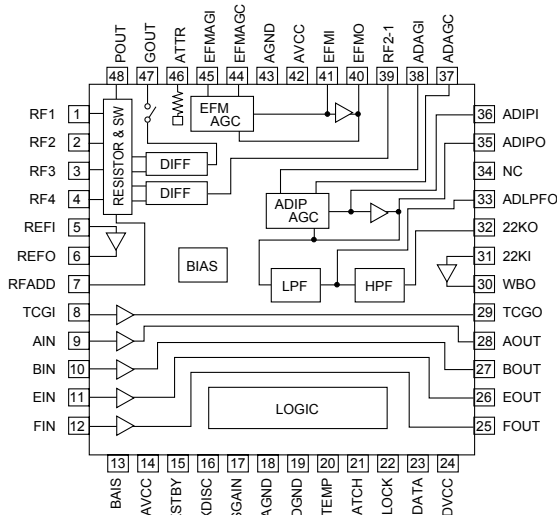 POUT
GOUT
ATTR
EFMAGI
EFMAGC
AGND
AVCC
EFMI
EFMO
RF2-1
ADAGI
ADAGC
48 47 46 45 44 43 42 41 40 39 38 37
RF1 1
RF2 2
RF3 3
RF4 4
REFI 5
REFO 6
RFADD 7
TCGI 8
AIN 9
BIN 10
EIN 11
FIN 12
RESISTOR & SW
EFM
AGC
DIFF
DIFF
ADIP
AGC
BIAS
LPF
HPF
LOGIC
36 ADIPI
35 ADIPO
34 NC
33 ADLPFO
32 22KO
31 22KI
30 WBO
29 TCGO
28 AOUT
27 BOUT
26 EOUT
25 FOUT
13 14 15 16 17 18 19 20 21 22 23 24
BAIS
AVCC
STBY
DISC
GAIN
AGND
GND
TEMP
ATCH
LOCK
DATA
DVCC